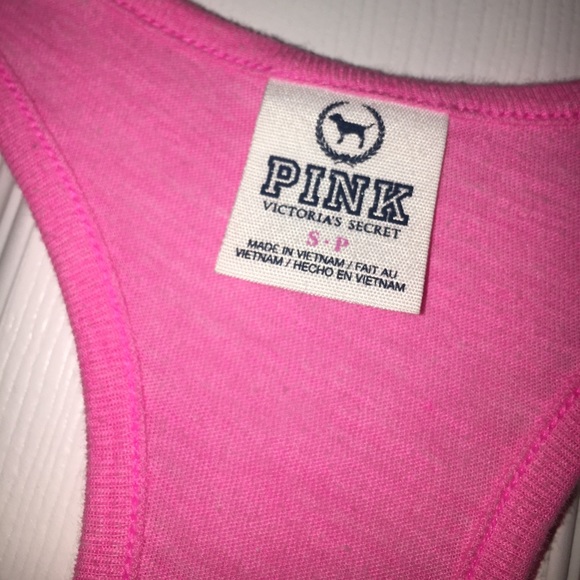 PINK
VICTORIA'S SECRET
S·P
MADE IN VIETNAM / FAIT AU
VIETNAM / HECHO EN VIETNAM